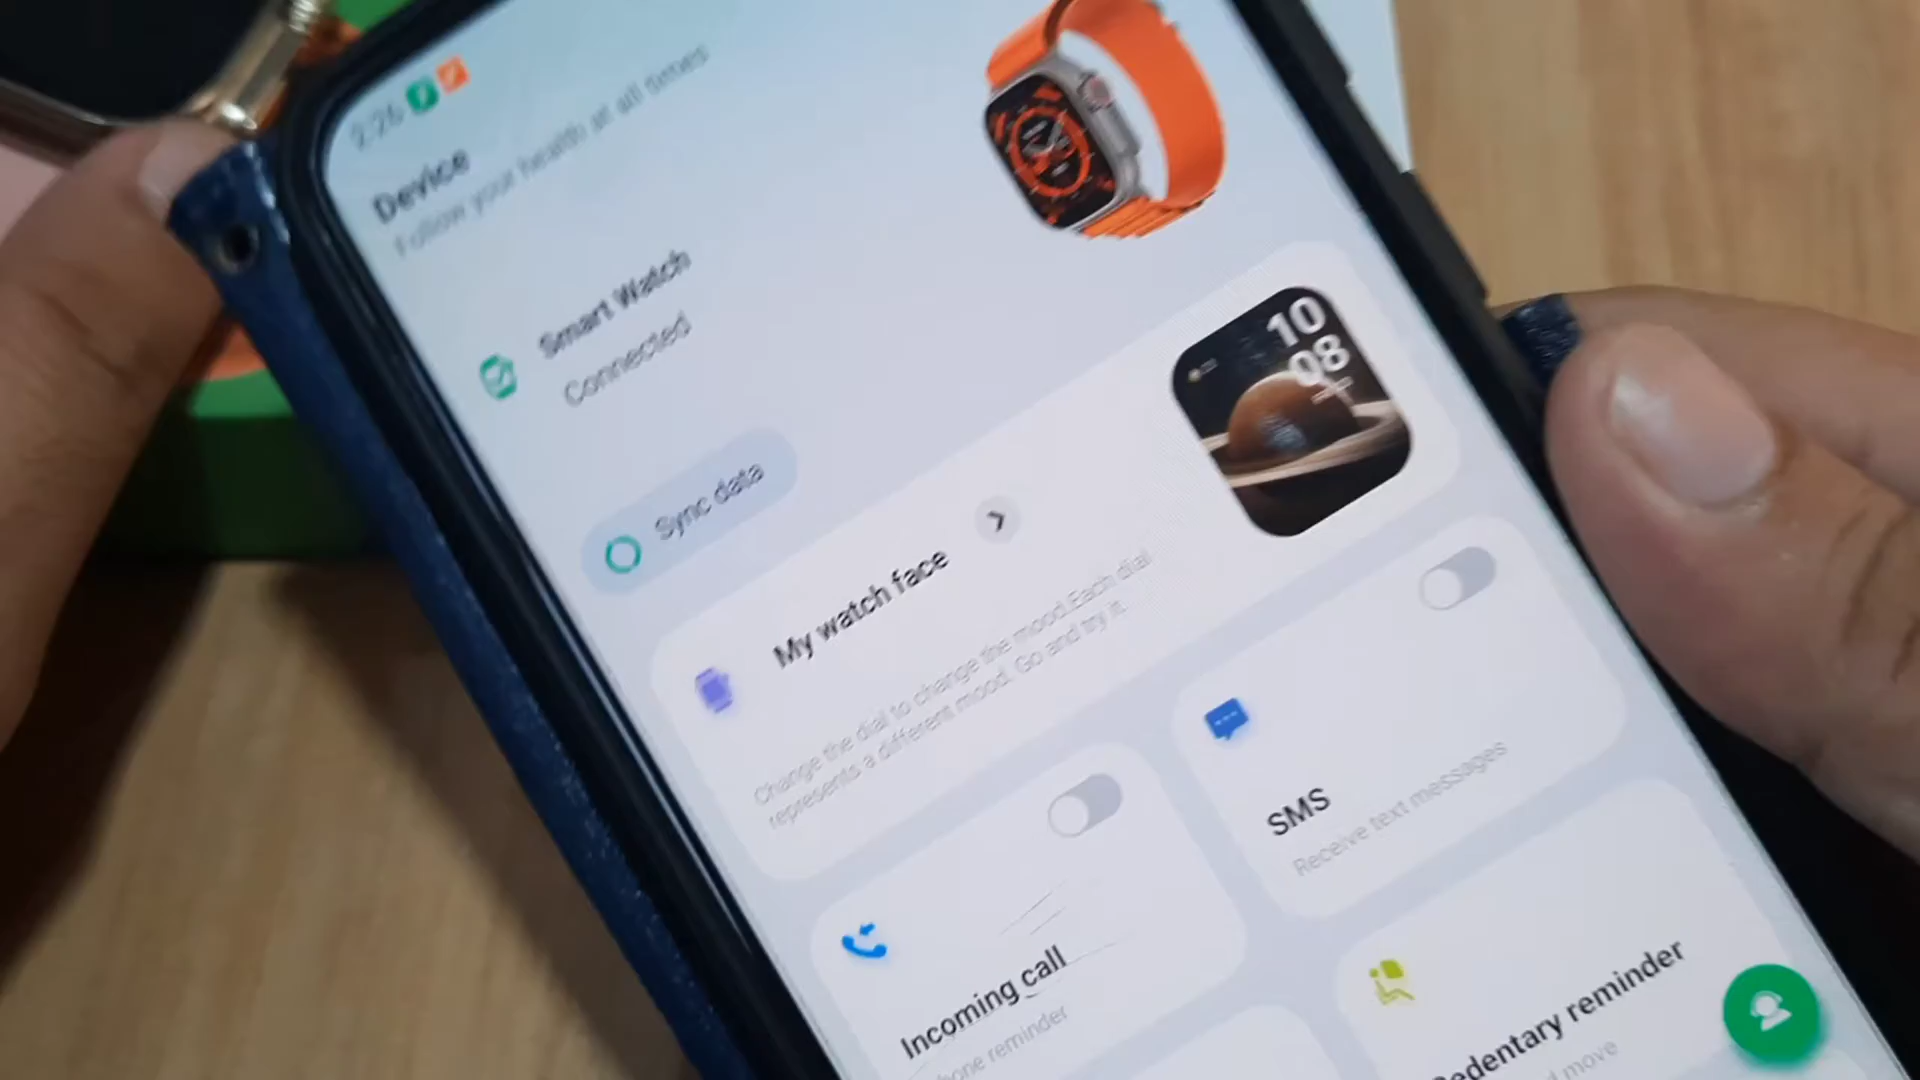 2:26
Device
Follow your health at all times
Smart Watch
Connected
Sync data
My watch face
Change the dial to change the mood.Each dial
represents a different mood. Go and try it.
10
08
SMS
Receive text messages
Incoming call
phone reminder
Sedentary reminder
move